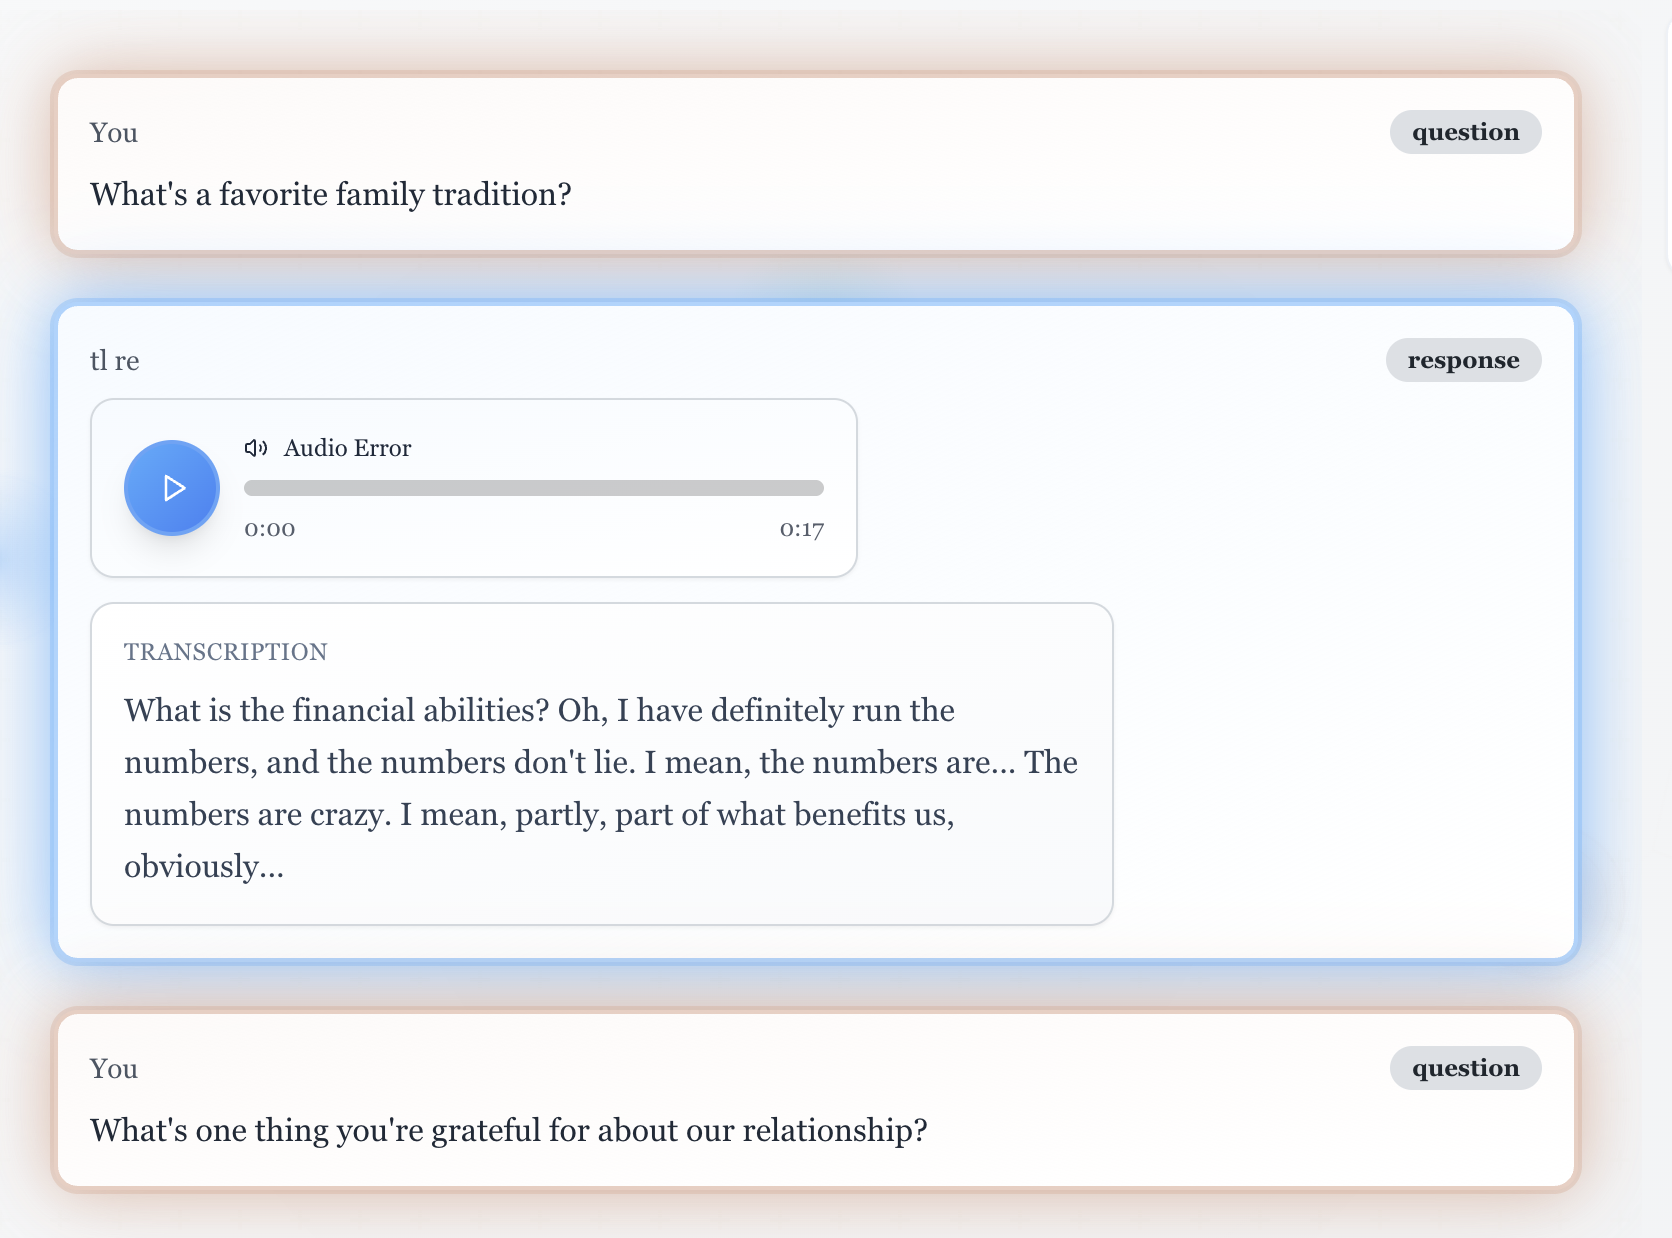 You
question
What's a favorite family tradition?
tl re
response
Audio Error
0:00
0:17
TRANSCRIPTION
What is the financial abilities? Oh, I have definitely run the
numbers, and the numbers don't lie. I mean, the numbers are... The
numbers are crazy. I mean, partly, part of what benefits us,
obviously...
You
question
What's one thing you're grateful for about our relationship?